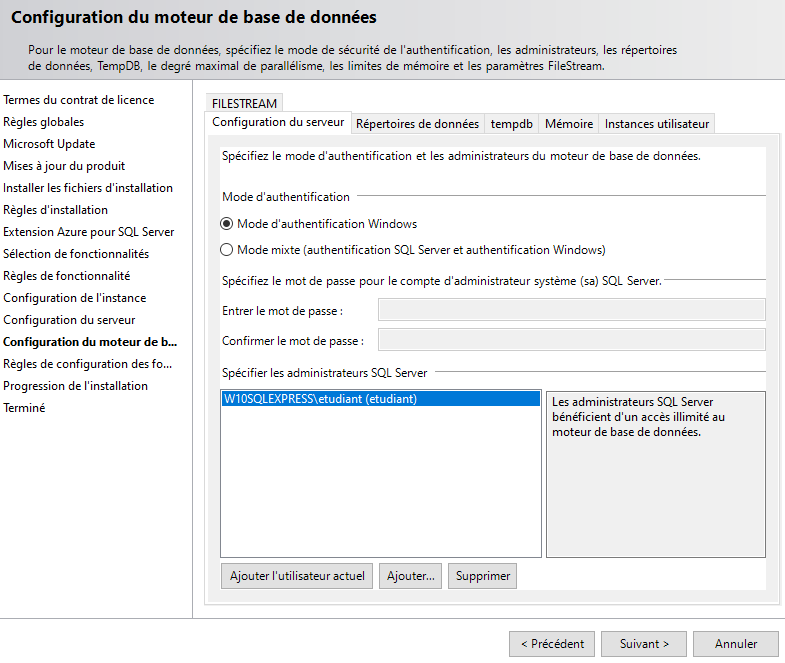 Configuration du moteur de base de données
Pour le moteur de base de données, spécifiez le mode de sécurité de l'authentification, les administrateurs, les répertoires
de données, TempDB, le degré maximal de parallélisme, les limites de mémoire et les paramètres FileStream.
Termes du contrat de licence
Règles globales
Microsoft Update
Mises à jour du produit
Installer les fichiers d'installation
Règles d'installation
Extension Azure pour SQL Server
Sélection de fonctionnalités
Règles de fonctionnalité
Configuration de l'instance
Configuration du serveur
Configuration du moteur de b...
Règles de configuration des fo...
Progression de l'installation
Terminé
FILESTREAM
Configuration du serveur Répertoires de données tempdb Mémoire Instances utilisateur
Spécifiez le mode d'authentification et les administrateurs du moteur de base de données.
Mode d'authentification
Mode d'authentification Windows
Mode mixte (authentification SQL Server et authentification Windows)
Spécifiez le mot de passe pour le compte d'administrateur système (sa) SQL Server.
Entrer le mot de passe :
Confirmer le mot de passe :
Spécifier les administrateurs SQL Server
W10SQLEXPRESS\etudiant (etudiant)
Les administrateurs SQL Server
bénéficient d'un accès illimité au
moteur de base de données.
Ajouter l'utilisateur actuel Ajouter... Supprimer
< Précédent Suivant > Annuler